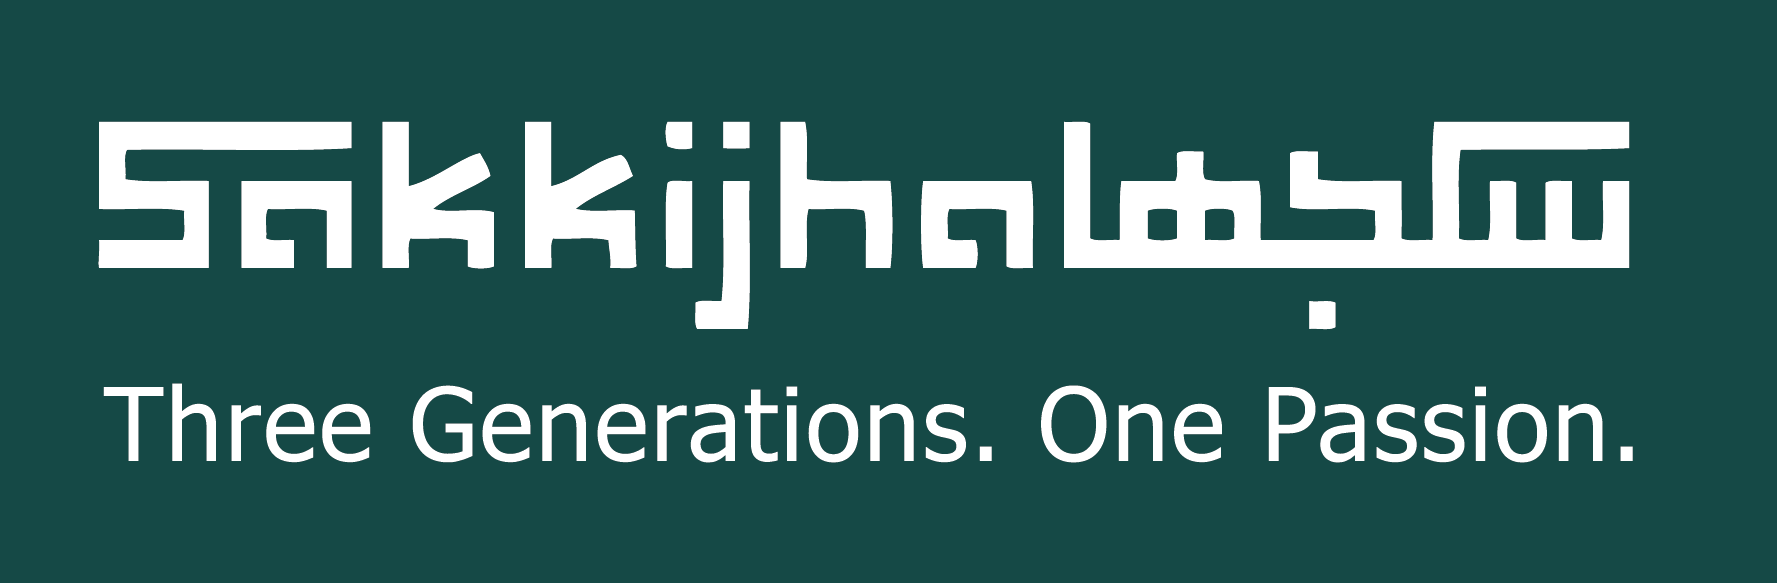 Sakkijha سكجها
Three Generations. One Passion.